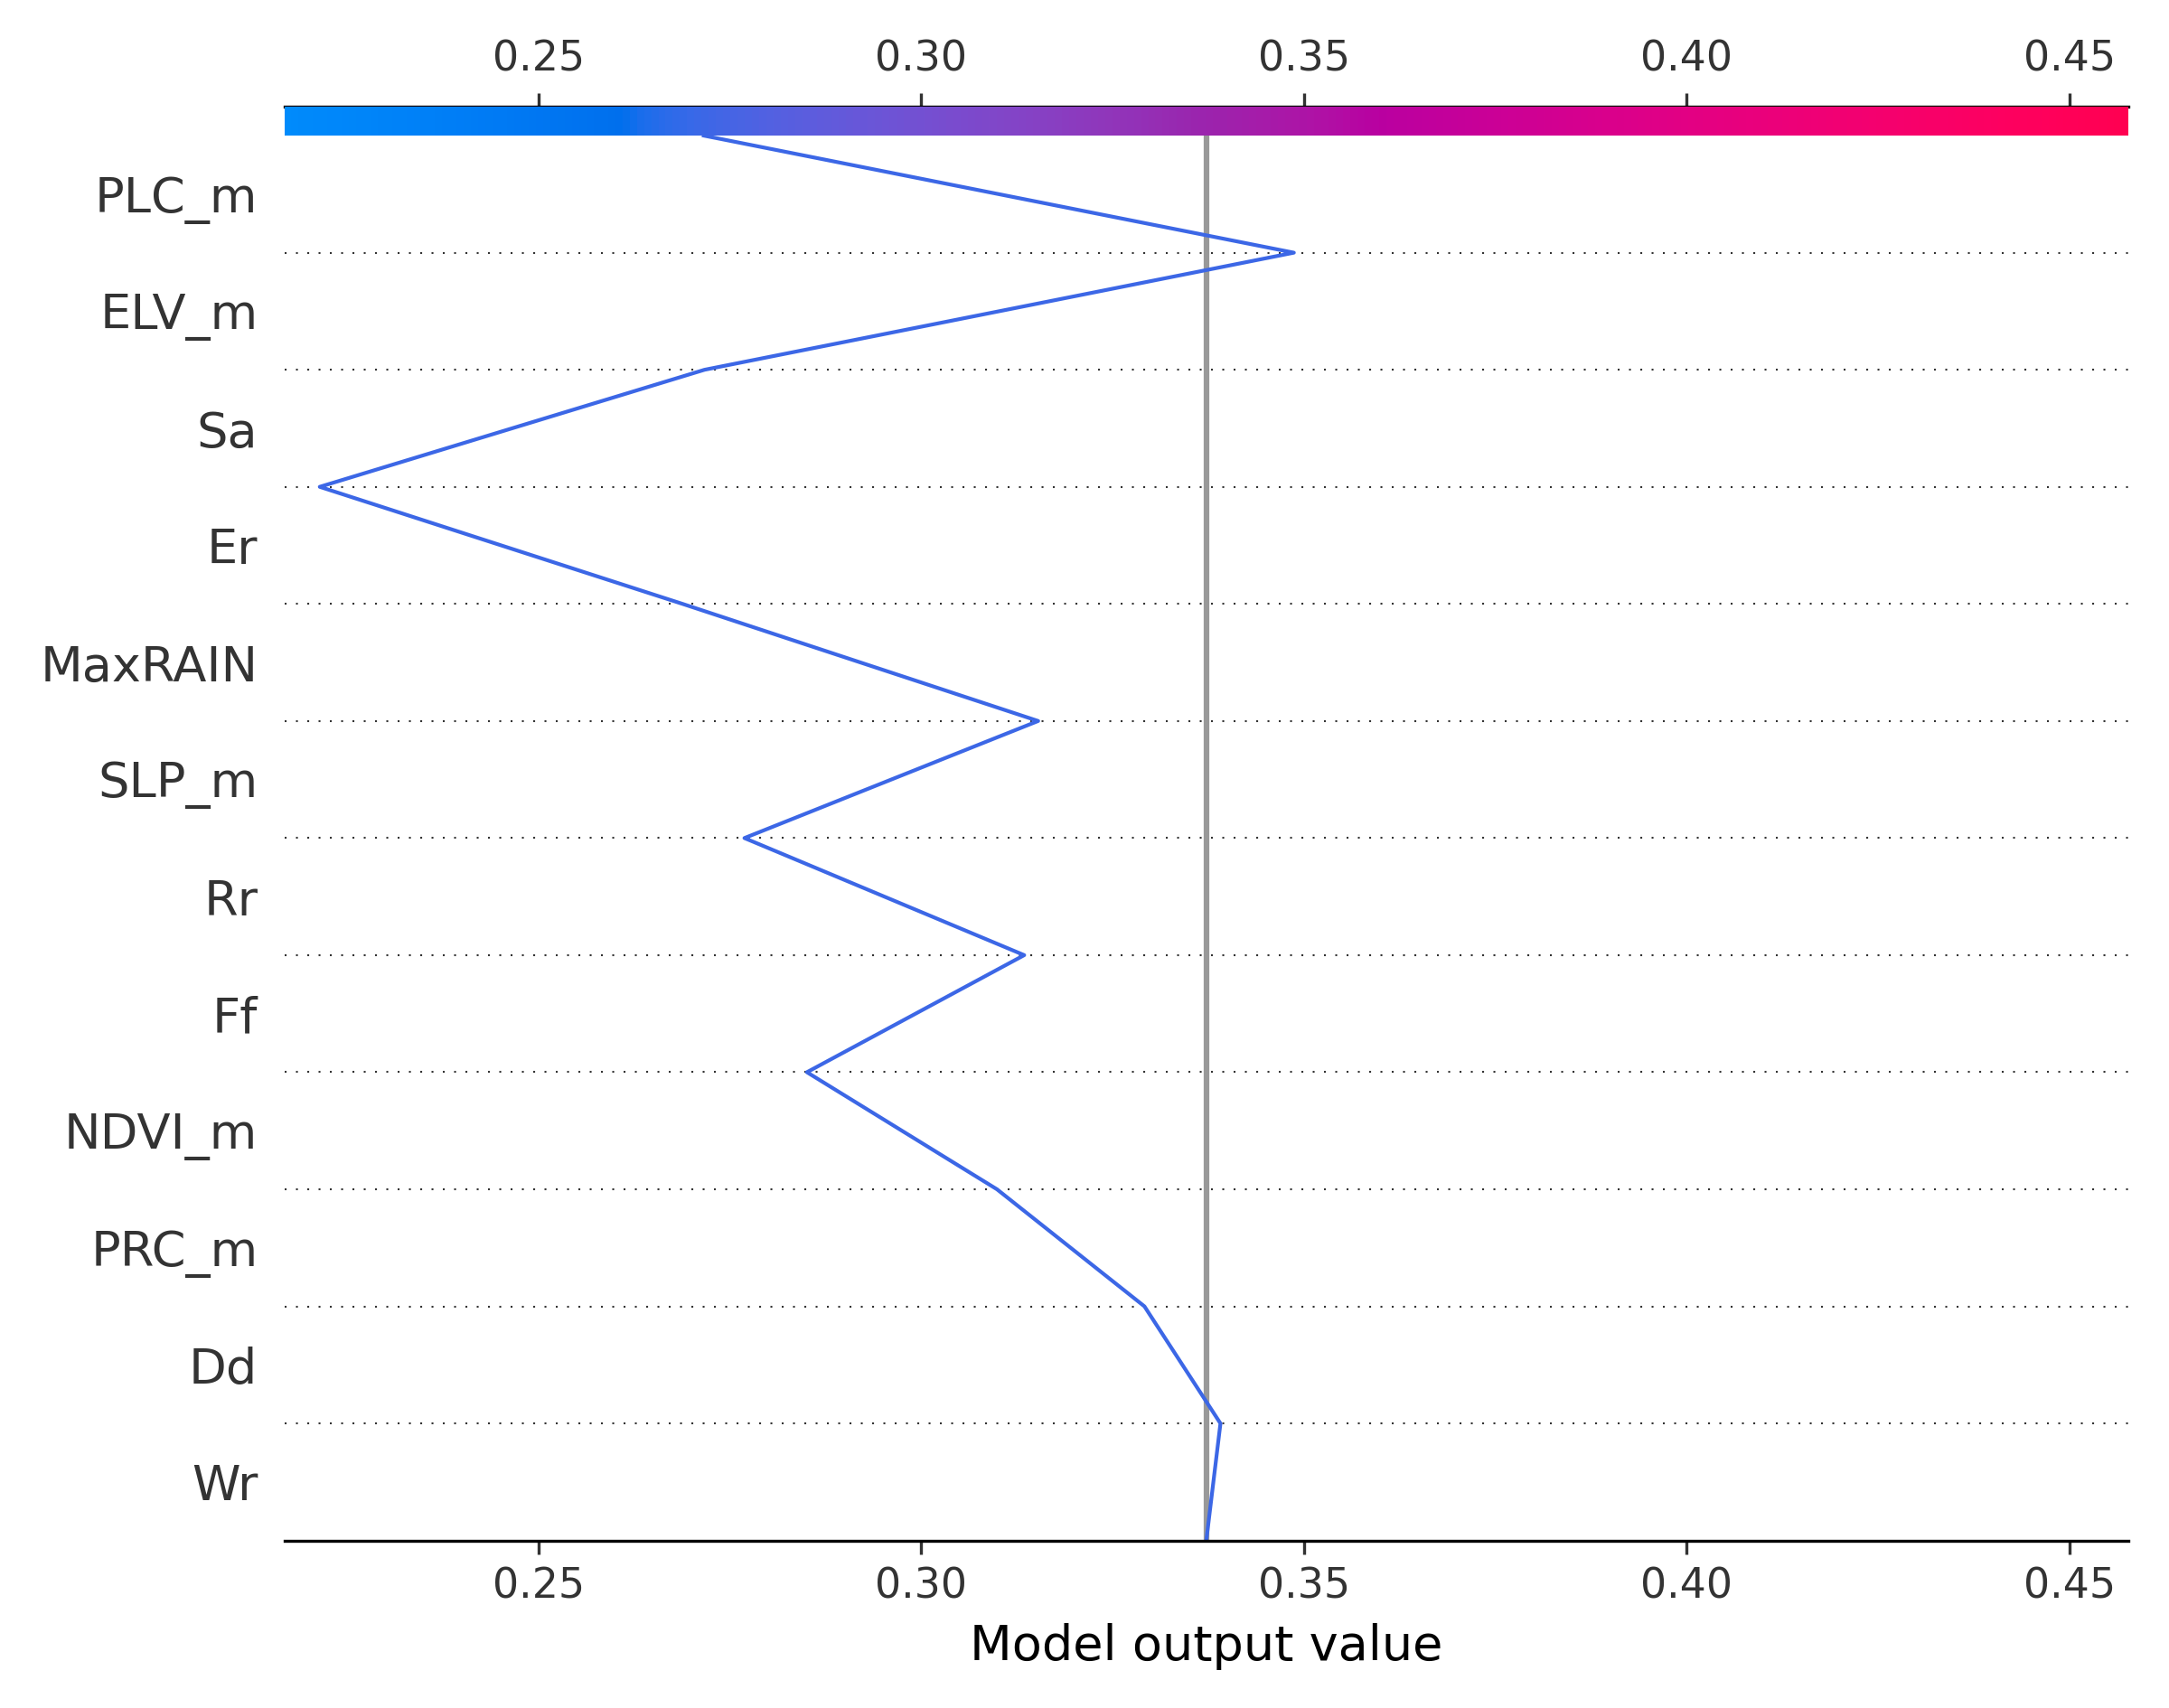 0.25 0.30 0.35 0.40 0.45
PLC_m
ELV_m
Sa
Er
MaxRAIN
SLP_m
Rr
Ff
NDVI_m
PRC_m
Dd
Wr
0.25 0.30 0.35 0.40 0.45
Model output value